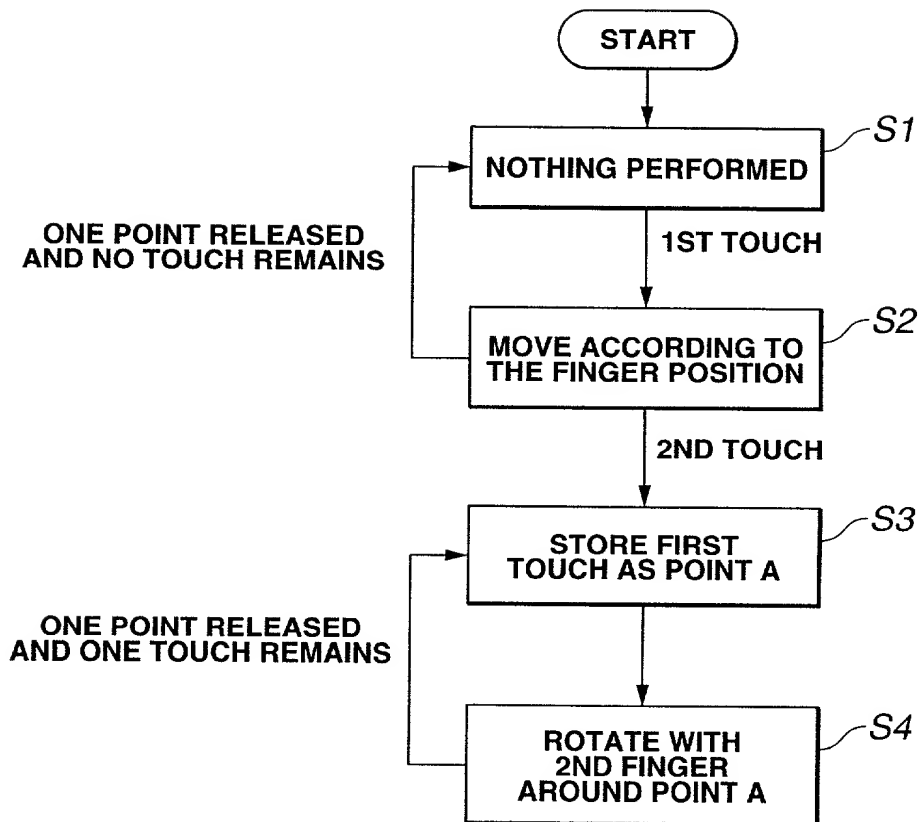 START
S1
NOTHING PERFORMED
ONE POINT RELEASED
AND NO TOUCH REMAINS
1ST TOUCH
S2
MOVE ACCORDING TO
THE FINGER POSITION
2ND TOUCH
S3
STORE FIRST
TOUCH AS POINT A
ONE POINT RELEASED
AND ONE TOUCH REMAINS
S4
ROTATE WITH
2ND FINGER
AROUND POINT A